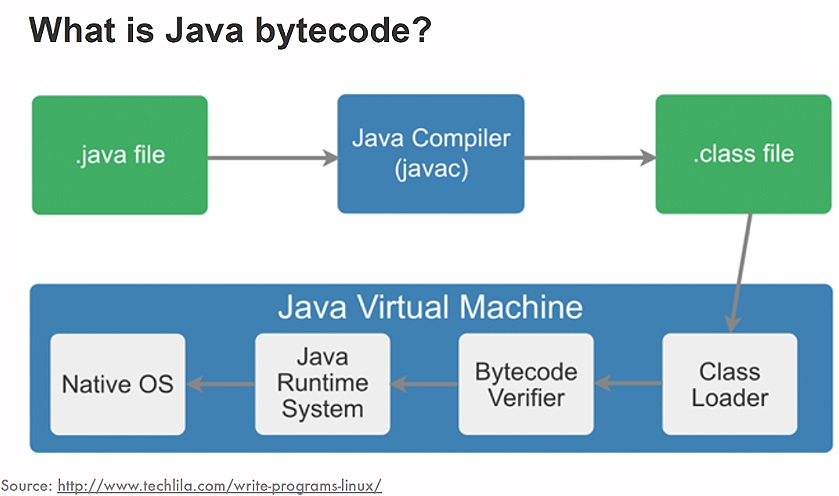 What is Java bytecode?
.java file
Java Compiler
(javac)
.class file
Java Virtual Machine
Native OS
Java
Runtime
System
Bytecode
Verifier
Class
Loader
Source: http://www.techlila.com/write-programs-linux/